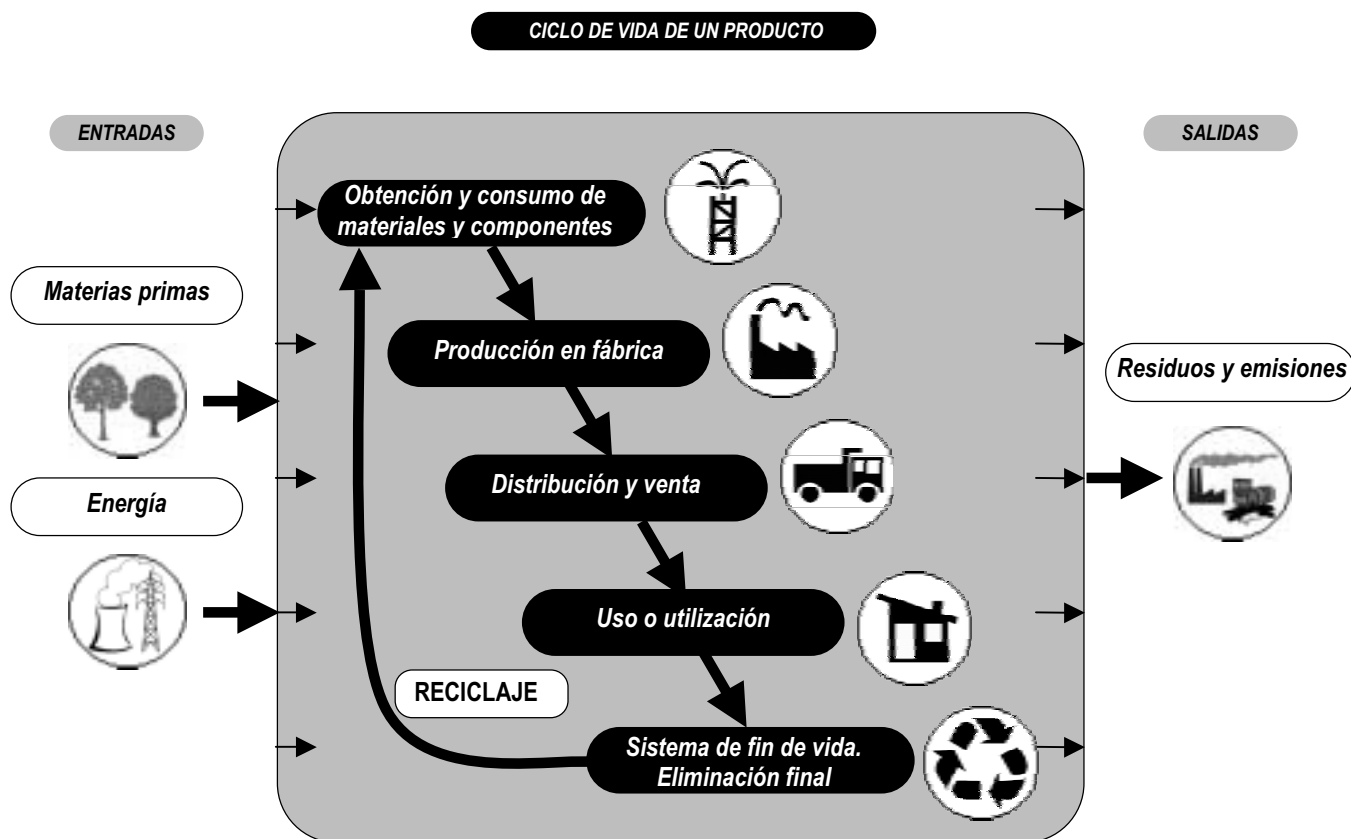 CICLO DE VIDA DE UN PRODUCTO
ENTRADAS
SALIDAS
Obtención y consumo de
materiales y componentes
Materias primas
Producción en fábrica
Residuos y emisiones
Distribución y venta
Energía
Uso o utilización
RECICLAJE
Sistema de fin de vida.
Eliminación final